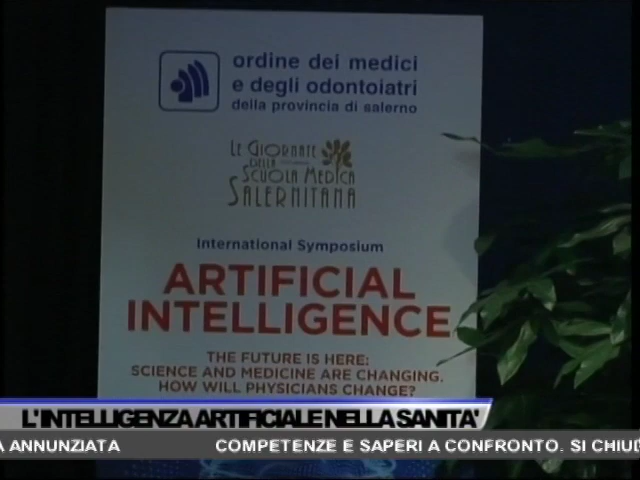 ordine dei medici
e degli odontoiatri
della provincia di salerno
Le Giornate
della
Scuola Medica
Salernitana
International Symposium
ARTIFICIAL
INTELLIGENCE
THE FUTURE IS HERE:
SCIENCE AND MEDICINE ARE CHANGING.
HOW WILL PHYSICIANS CHANGE?
L'INTELLIGENZA ARTIFICIALE NELLA SANITA'
A ANNUNZIATA COMPETENZE E SAPERI A CONFRONTO. SI CHIUD